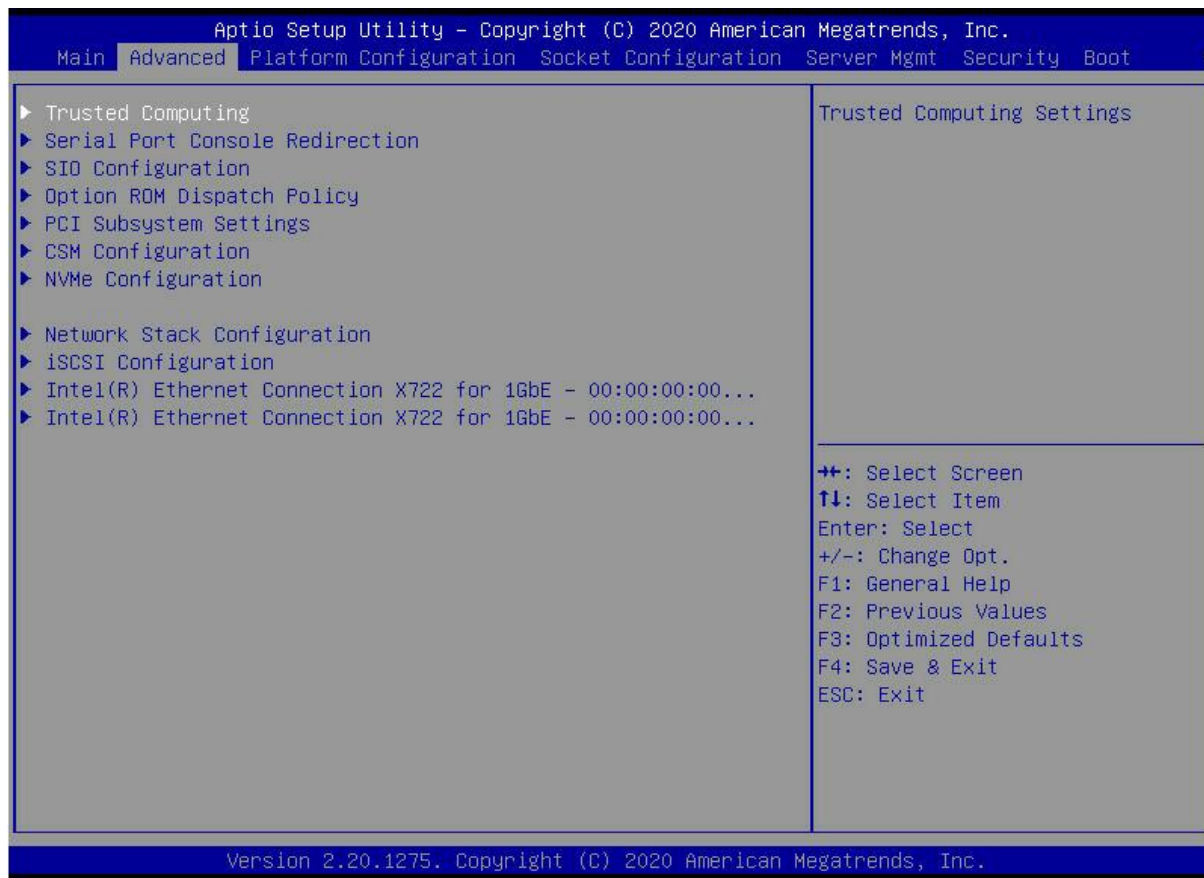 Aptio Setup Utility – Copyright (C) 2020 American Megatrends, Inc.
Main Advanced Platform Configuration Socket Configuration Server Mgmt Security Boot
▶ Trusted Computing
▶ Serial Port Console Redirection
▶ SIO Configuration
▶ Option ROM Dispatch Policy
▶ PCI Subsystem Settings
▶ CSM Configuration
▶ NVMe Configuration
▶ Network Stack Configuration
▶ iSCSI Configuration
▶ Intel(R) Ethernet Connection X722 for 1GbE – 00:00:00:00...
▶ Intel(R) Ethernet Connection X722 for 1GbE – 00:00:00:00...
Trusted Computing Settings
→←: Select Screen
↑↓: Select Item
Enter: Select
+/-: Change Opt.
F1: General Help
F2: Previous Values
F3: Optimized Defaults
F4: Save & Exit
ESC: Exit
Version 2.20.1275. Copyright (C) 2020 American Megatrends, Inc.